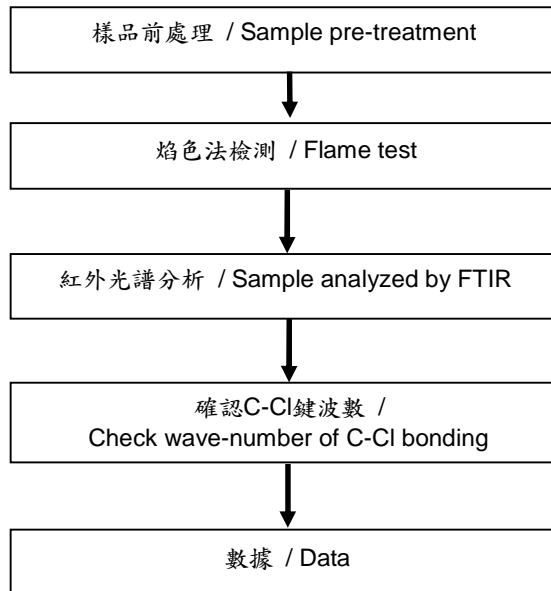 樣品前處理 / Sample pre-treatment
焰色法檢測 / Flame test
紅外光譜分析 / Sample analyzed by FTIR
確認C-Cl鍵波數 /
Check wave-number of C-Cl bonding
數據 / Data